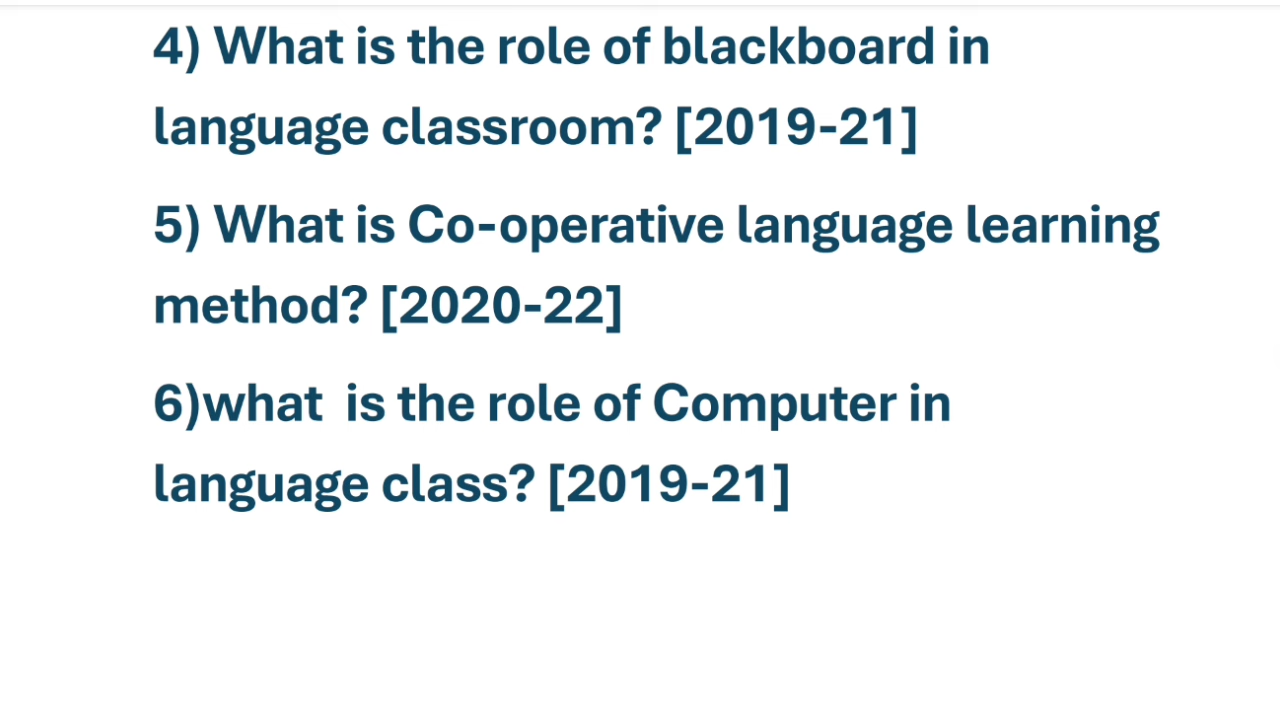 4) What is the role of blackboard in
language classroom? [2019-21]
5) What is Co-operative language learning
method? [2020-22]
6)what  is the role of Computer in
language class? [2019-21]